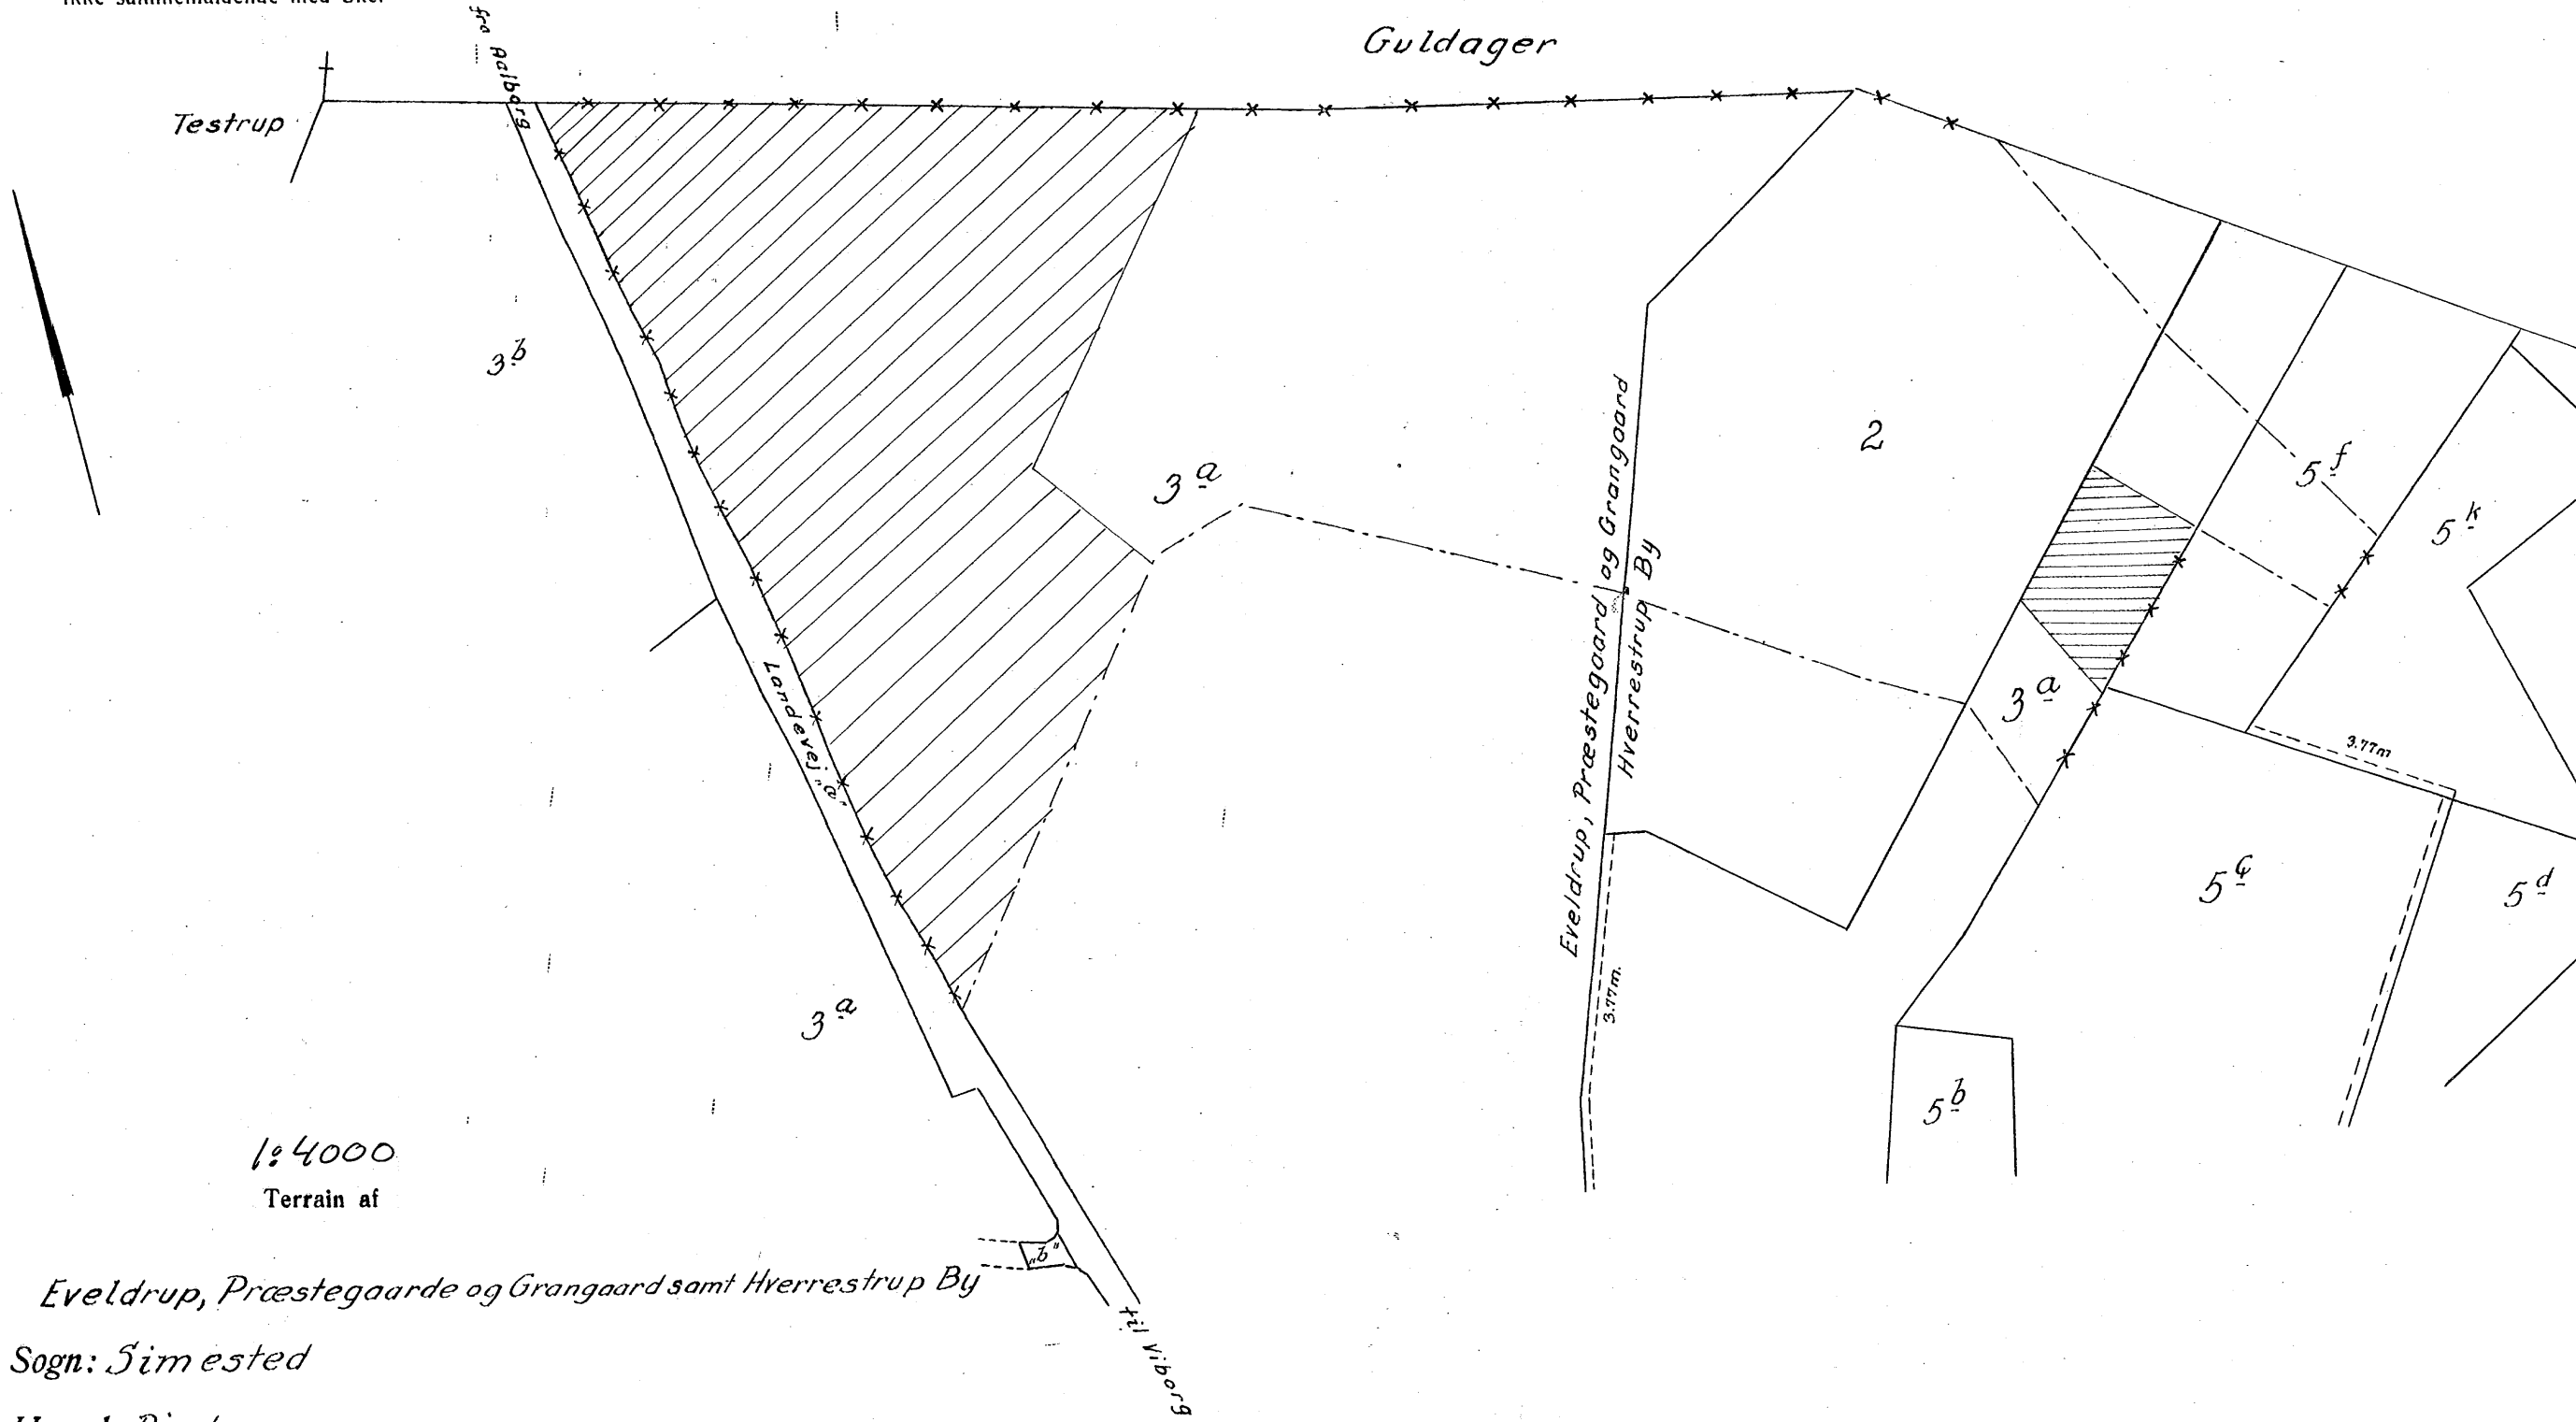 Guldager
fra Aalborg
Testrup
3b
3a
2
5f
5k
Eveldrup, Præstegaard og Grangaard
Hverrestrup By
Landevej "a"
3a
3.77m
5c
5d
3a
3.77m.
5b
1:4000
Terrain af
"b"
Eveldrup, Præstegaarde og Grangaard samt Hverrestrup By
til Viborg
Sogn: Simested